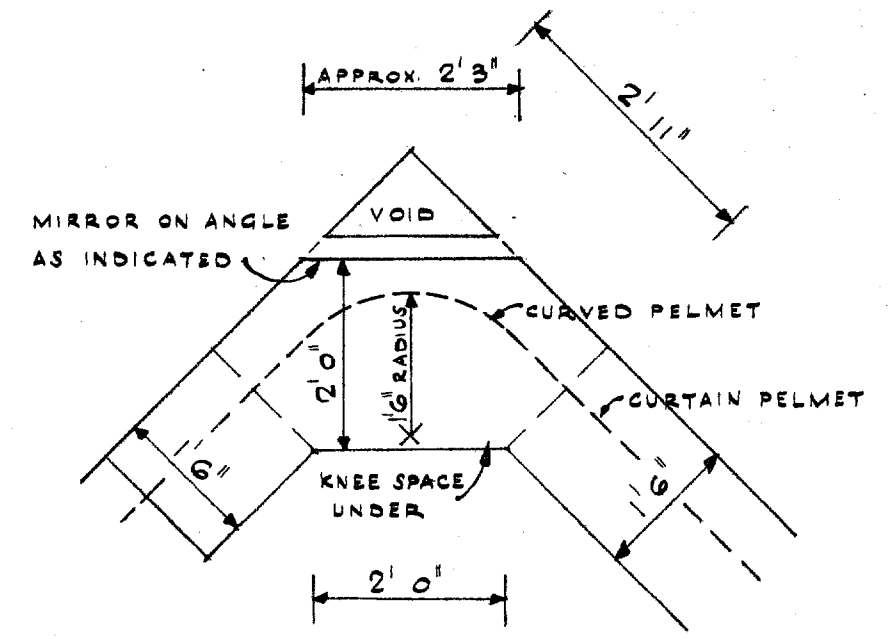 APPROX. 2' 3"
2' 11"
VOID
MIRROR ON ANGLE
AS INDICATED
CURVED PELMET
1'6" RADIUS
2' 0"
CURTAIN PELMET
1' 6"
1' 6"
KNEE SPACE
UNDER
2' 0"